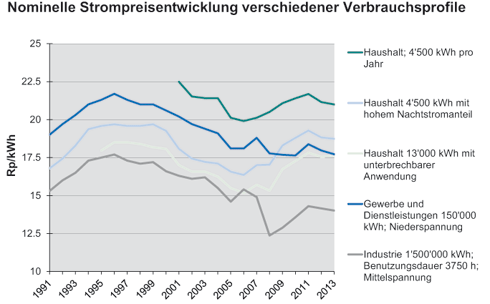 Nominelle Strompreisentwicklung verschiedener Verbrauchsprofile
25
22.5
20
17.5
15
12.5
10
Rp/kWh
1991
1993
1995
1997
1999
2001
2003
2005
2007
2009
2011
2013
Haushalt; 4'500 kWh pro
Jahr
Haushalt 4'500 kWh mit
hohem Nachtstromanteil
Haushalt 13'000 kWh mit
unterbrechbarer
Anwendung
Gewerbe und
Dienstleistungen 150'000
kWh; Niederspannung
Industrie 1'500'000 kWh;
Benutzungsdauer 3750 h;
Mittelspannung